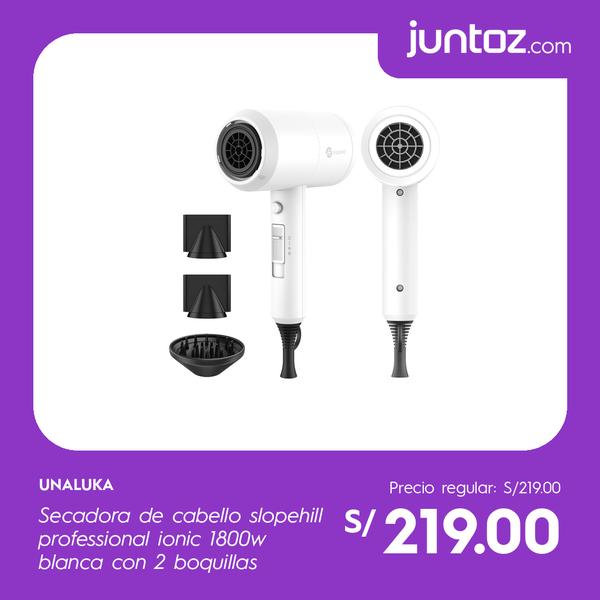 juntoz.com
UNALUKA
Secadora de cabello slopehill
professional ionic 1800w
blanca con 2 boquillas
Precio regular: S/219.00
S/ 219.00